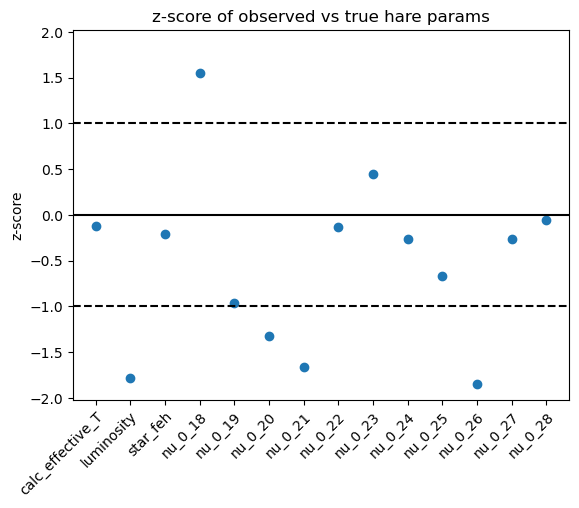 z-score of observed vs true hare params
z-score
2.0
1.5
1.0
0.5
0.0
−0.5
−1.0
−1.5
−2.0
calc_effective_T
luminosity
star_feh
nu_0_18
nu_0_19
nu_0_20
nu_0_21
nu_0_22
nu_0_23
nu_0_24
nu_0_25
nu_0_26
nu_0_27
nu_0_28